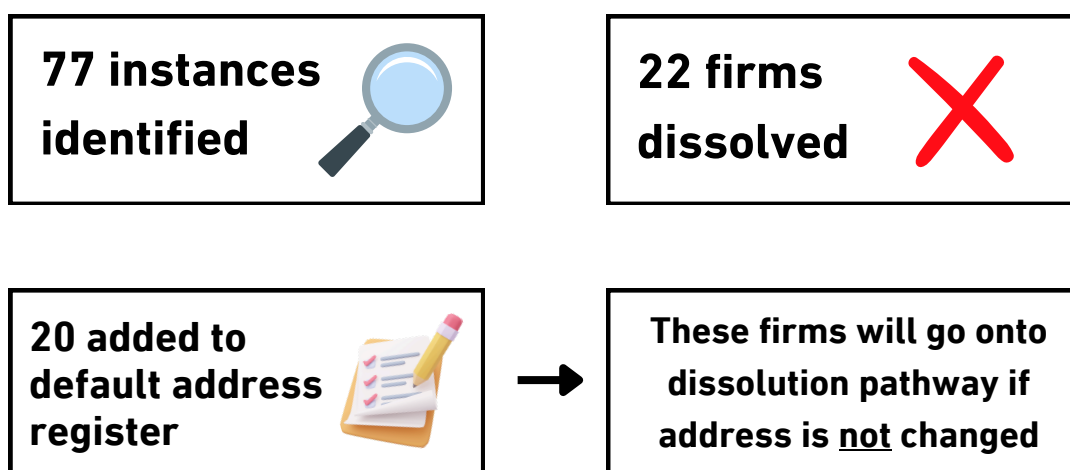 77 instances
identified
22 firms
dissolved
20 added to
default address
register
These firms will go onto
dissolution pathway if
address is not changed